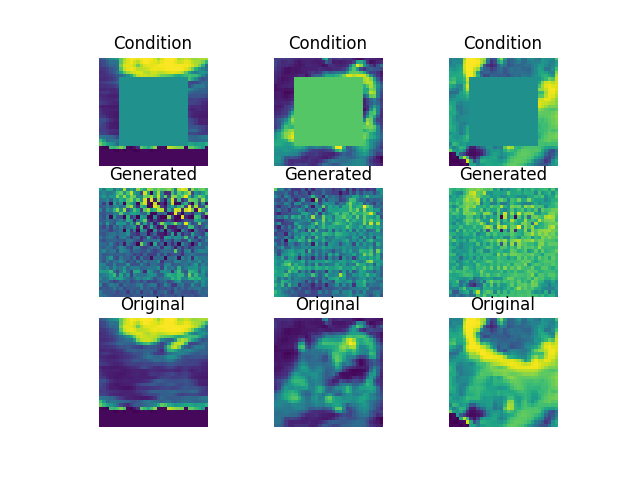 Condition Condition Condition
Generated Generated Generated
Original Original Original